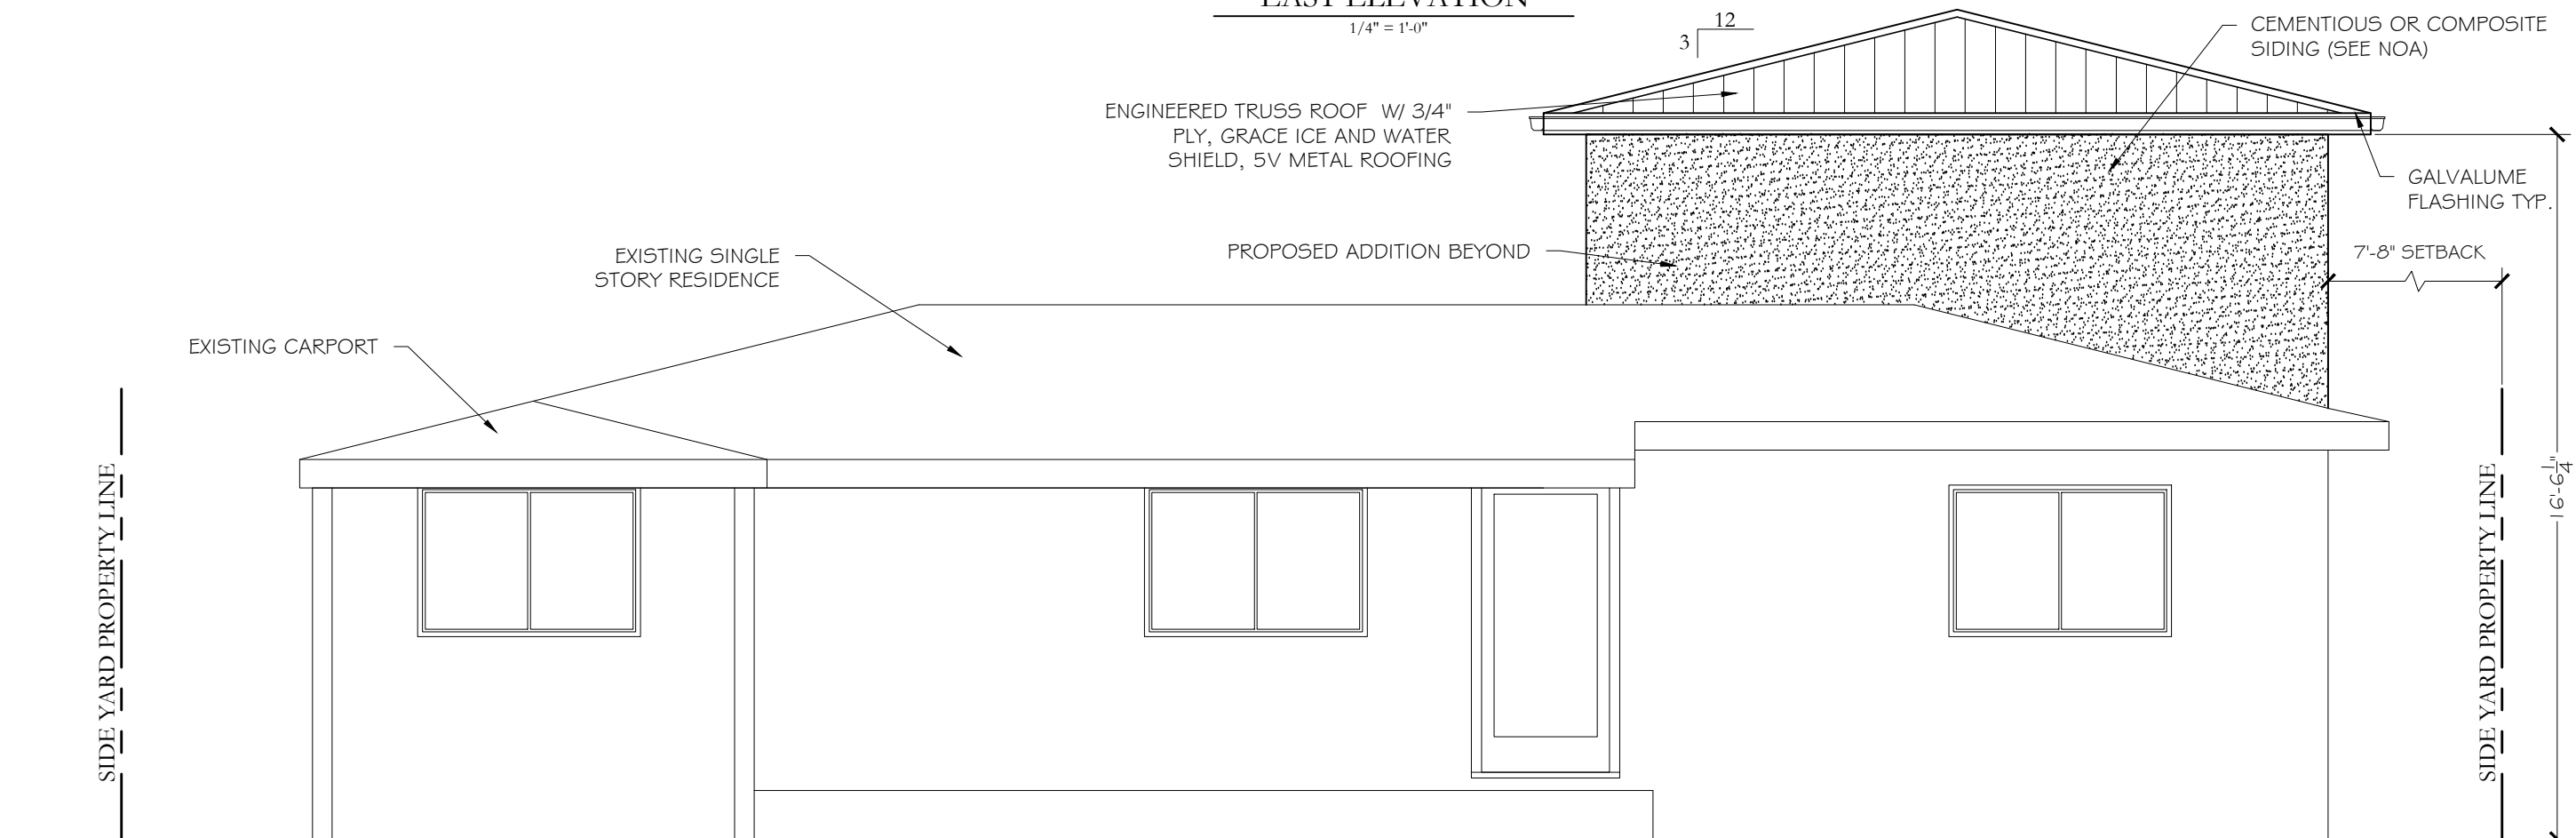 EAST ELEVATION
1/4" = 1'-0"
12
3
CEMENTIOUS OR COMPOSITE
SIDING (SEE NOA)
ENGINEERED TRUSS ROOF W/ 3/4"
PLY, GRACE ICE AND WATER
SHIELD, 5V METAL ROOFING
GALVALUME
FLASHING TYP.
PROPOSED ADDITION BEYOND
7'-8" SETBACK
EXISTING SINGLE
STORY RESIDENCE
EXISTING CARPORT
SIDE YARD PROPERTY LINE
SIDE YARD PROPERTY LINE
16'-6 1/4"